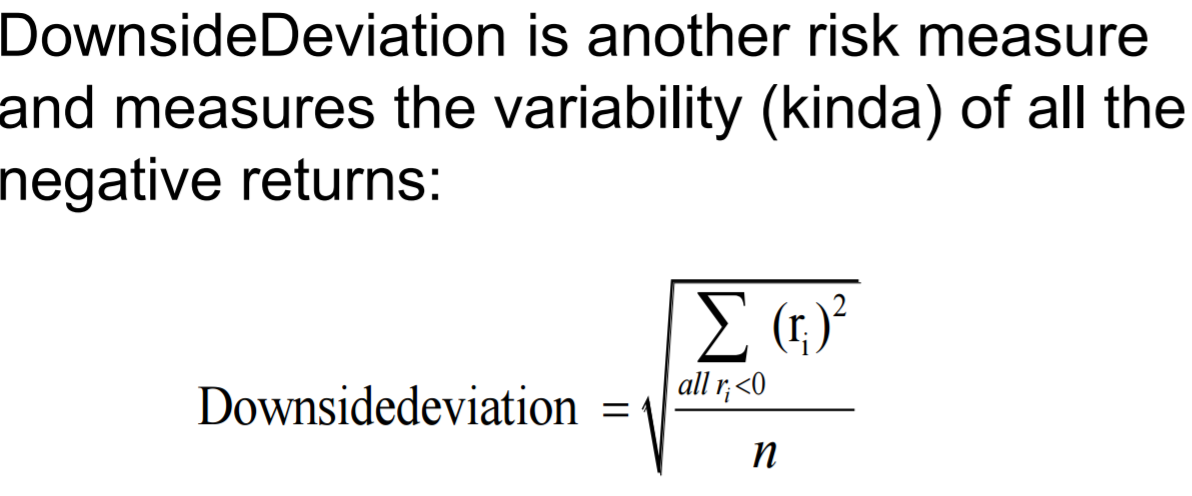 DownsideDeviation is another risk measure
and measures the variability (kinda) of all the
negative returns:
Downsidedeviation = √( ∑ (rᵢ)² / n )
all rᵢ<0